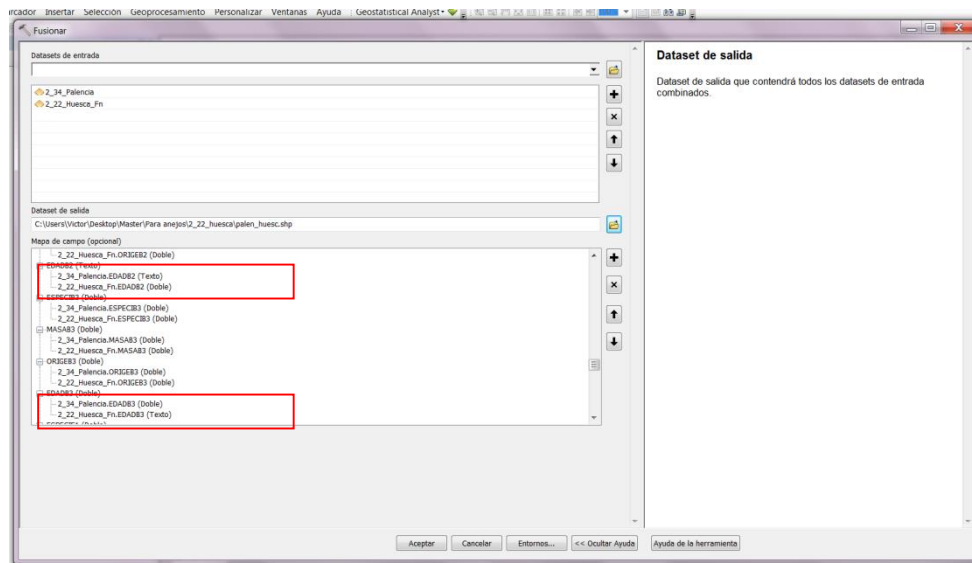 rcador Insertar Selección Geoprocesamiento Personalizar Ventanas Ayuda Geostatistical Analyst
Fusionar
Datasets de entrada
2_34_Palencia
2_22_Huesca_Fn
Dataset de salida
C:\Users\Victor\Desktop\Master\Para anejos\2_22_huesca\palen_huesc.shp
Mapa de campo (opcional)
2_22_Huesca_Fn.ORIGEB2 (Doble)
EDADB2 (Texto)
2_34_Palencia.EDADB2 (Texto)
2_22_Huesca_Fn.EDADB2 (Doble)
ESPECIB3 (Doble)
2_34_Palencia.ESPECIB3 (Doble)
2_22_Huesca_Fn.ESPECIB3 (Doble)
MASAB3 (Doble)
2_34_Palencia.MASAB3 (Doble)
2_22_Huesca_Fn.MASAB3 (Doble)
ORIGEB3 (Doble)
2_34_Palencia.ORIGEB3 (Doble)
2_22_Huesca_Fn.ORIGEB3 (Doble)
EDADB3 (Doble)
2_34_Palencia.EDADB3 (Doble)
2_22_Huesca_Fn.EDADB3 (Texto)
Aceptar
Cancelar
Entornos...
<< Ocultar Ayuda
Dataset de salida
Dataset de salida que contendrá todos los datasets de entrada
combinados.
Ayuda de la herramienta